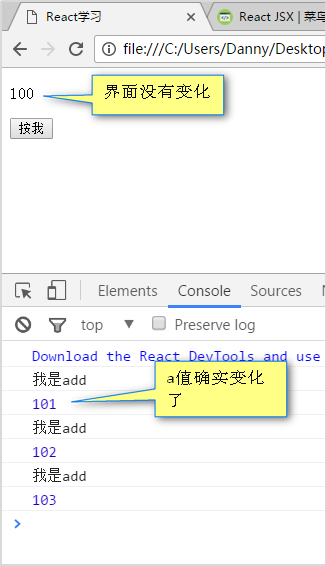 React学习
React JSX | 菜鸟
file:///C:/Users/Danny/Desktop
100
界面没有变化
按我
Elements Console Sources
top Preserve log
Download the React DevTools and use
我是add
a值确实变化了
101
我是add
102
我是add
103